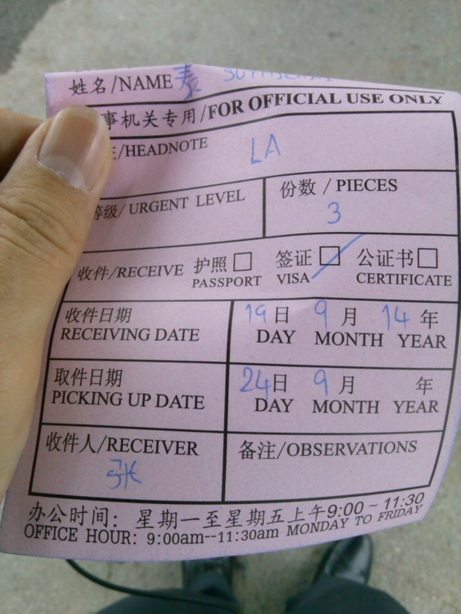 姓名/NAME 袁
事机关专用/FOR OFFICIAL USE ONLY
/HEADNOTE LA
等级/URGENT LEVEL
份数/PIECES
3
收件/RECEIVE 护照 □ 签证 □ 公证书 □
PASSPORT VISA CERTIFICATE
收件日期 19日 9月 14年
RECEIVING DATE DAY MONTH YEAR
取件日期 24日 9月 年
PICKING UP DATE DAY MONTH YEAR
收件人/RECEIVER 备注/OBSERVATIONS
张
办公时间: 星期一至星期五上午9:00~11:30
OFFICE HOUR: 9:00am--11:30am MONDAY TO FRIDAY